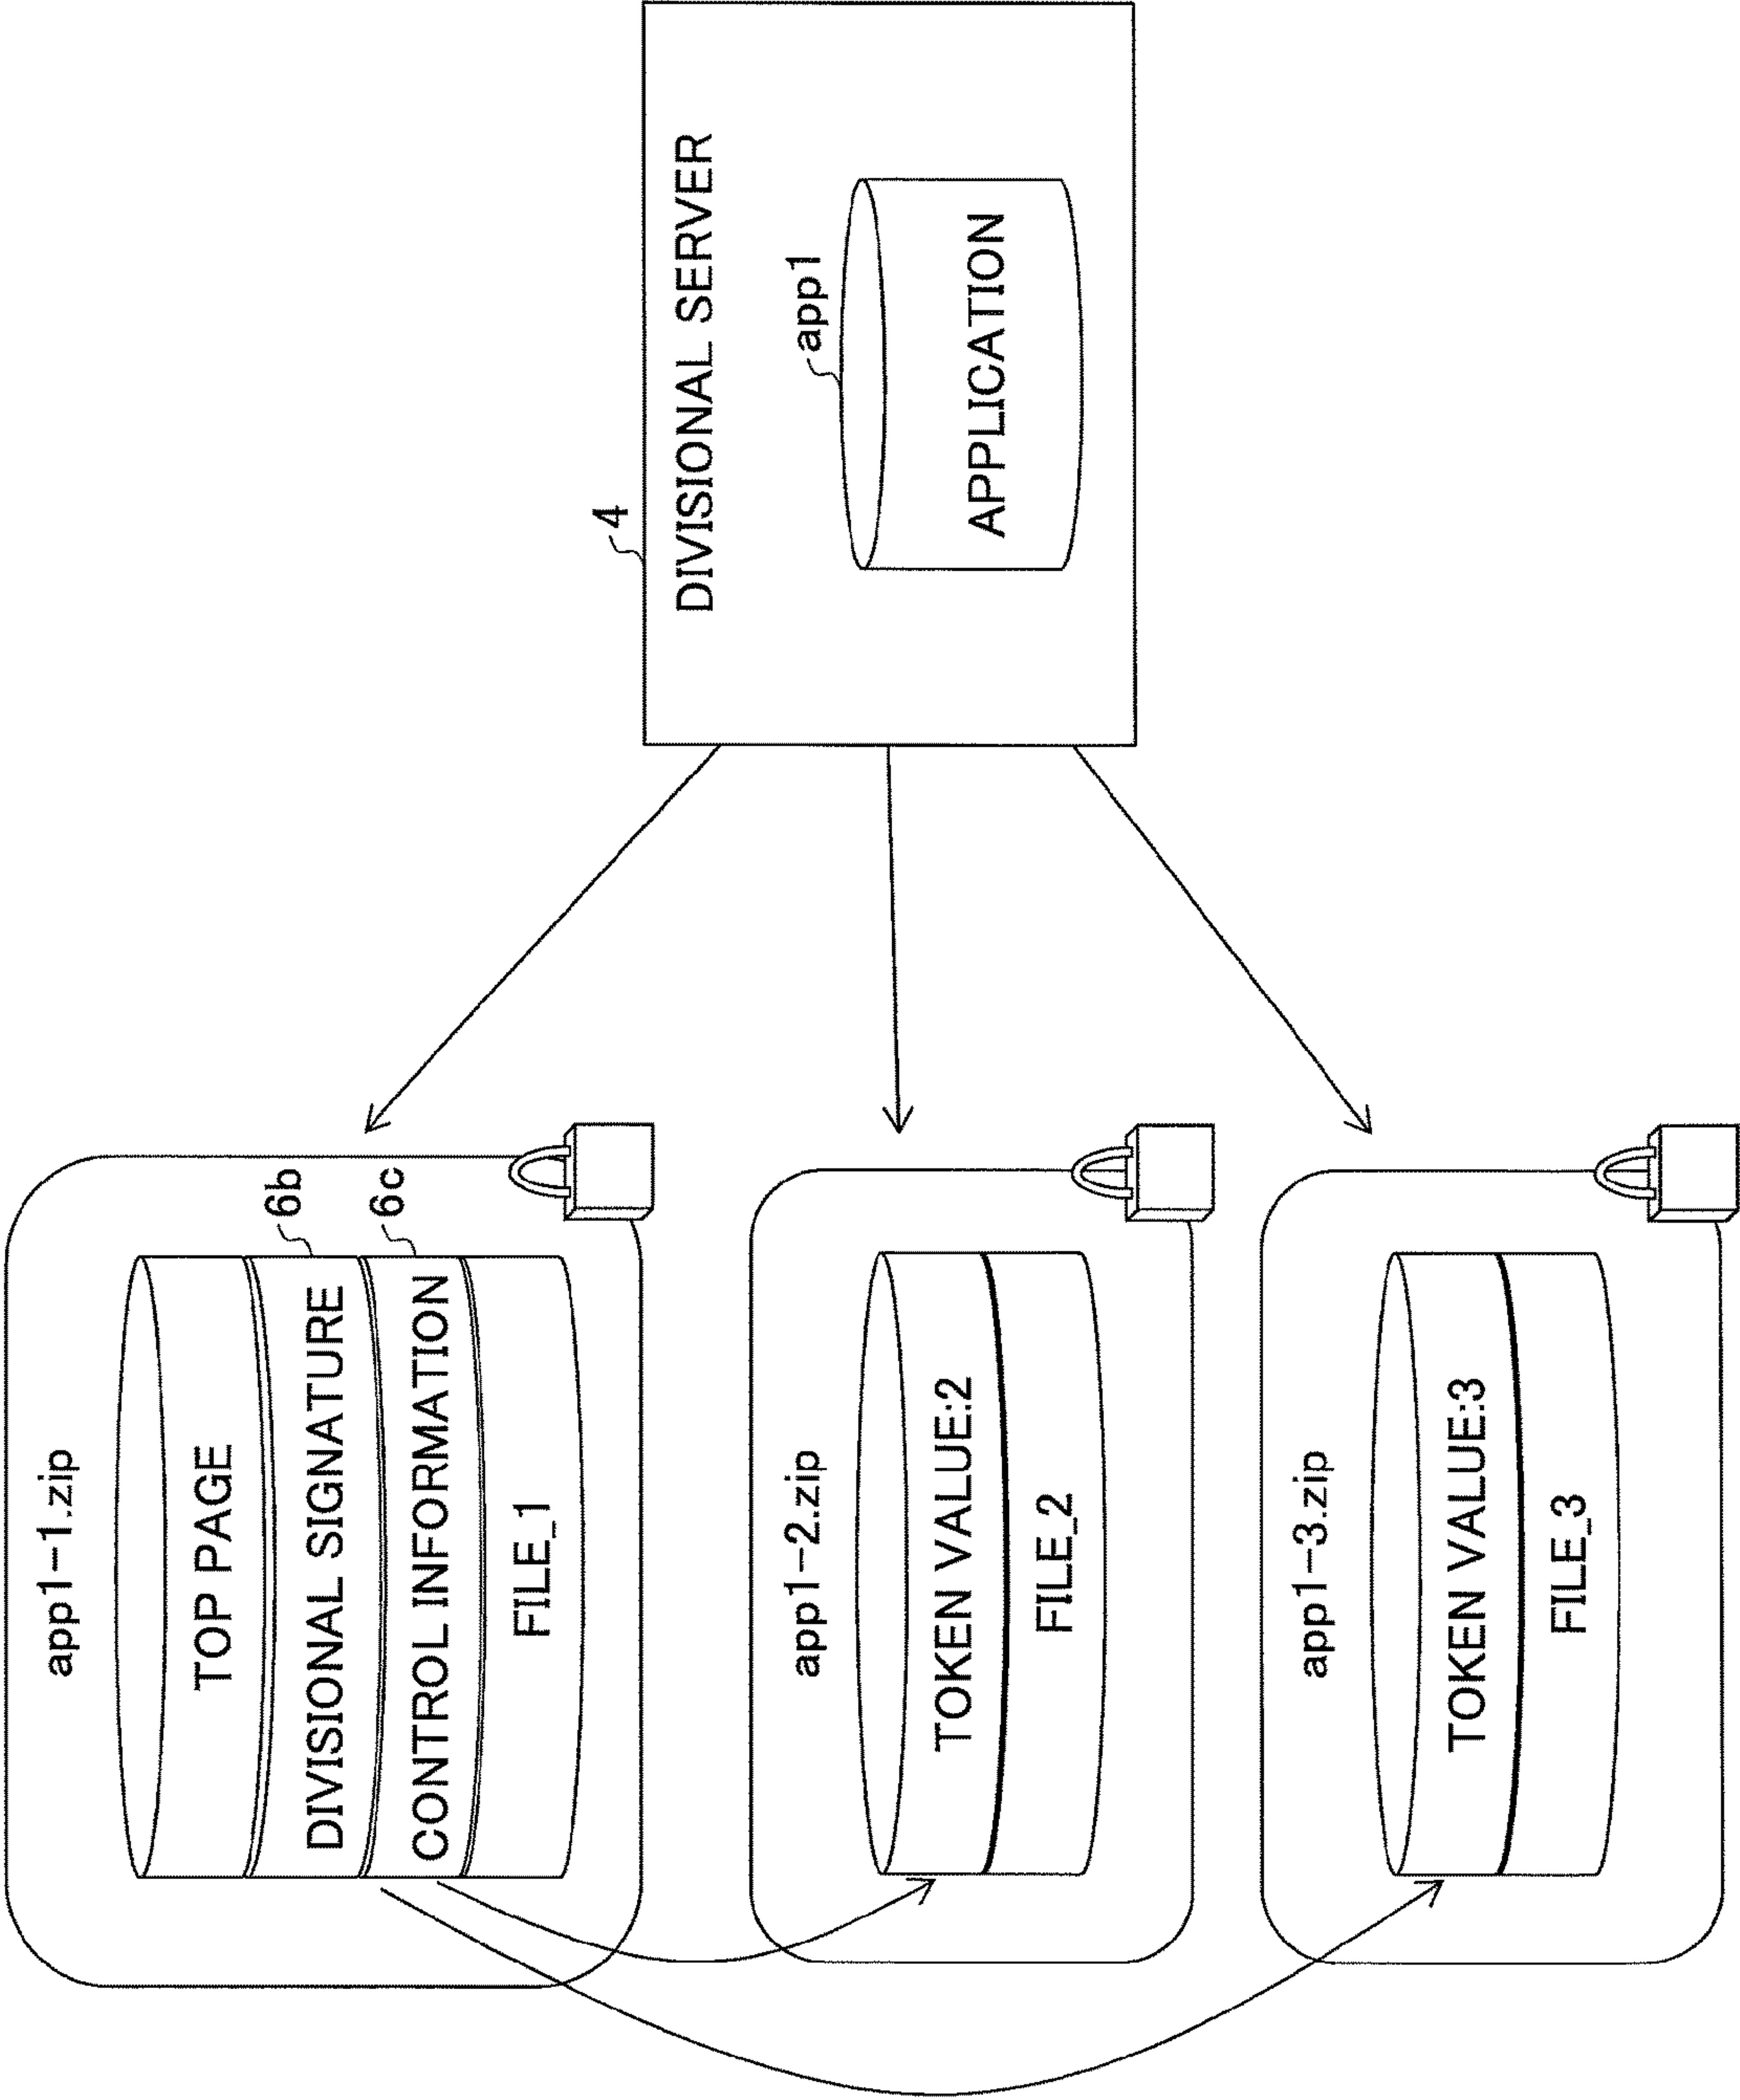 app1-1.zip
TOP PAGE
6b
DIVISIONAL SIGNATURE
6c
CONTROL INFORMATION
FILE_1
4
DIVISIONAL SERVER
app1
APPLICATION
app1-2.zip
TOKEN VALUE:2
FILE_2
app1-3.zip
TOKEN VALUE:3
FILE_3